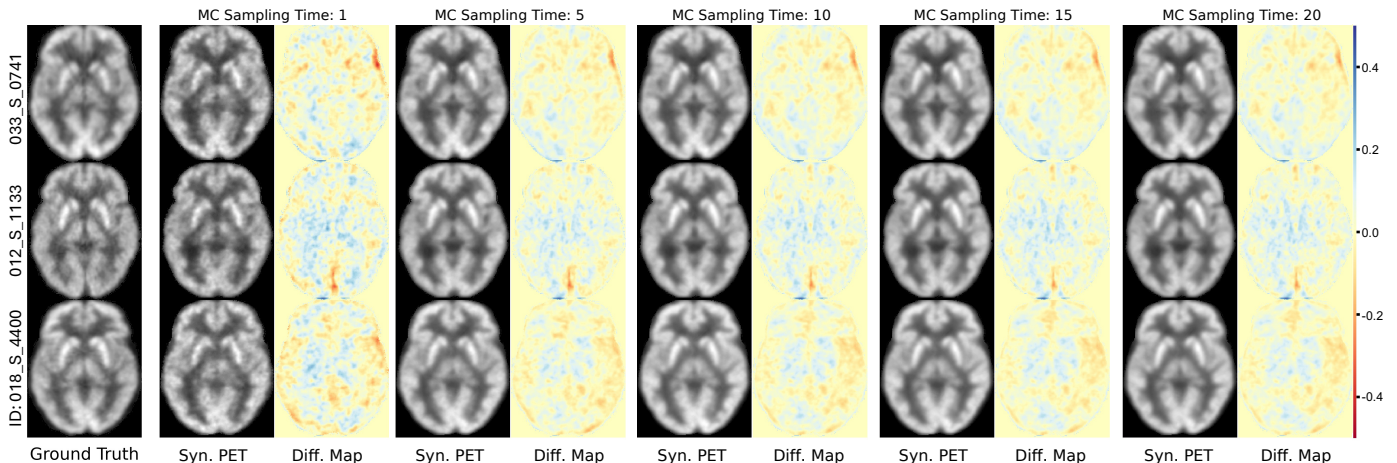 MC Sampling Time: 1
MC Sampling Time: 5
MC Sampling Time: 10
MC Sampling Time: 15
MC Sampling Time: 20
033_S_0741
012_S_1133
ID: 018_S_4400
0.4
0.2
0.0
-0.2
-0.4
Ground Truth
Syn. PET
Diff. Map
Syn. PET
Diff. Map
Syn. PET
Diff. Map
Syn. PET
Diff. Map
Syn. PET
Diff. Map